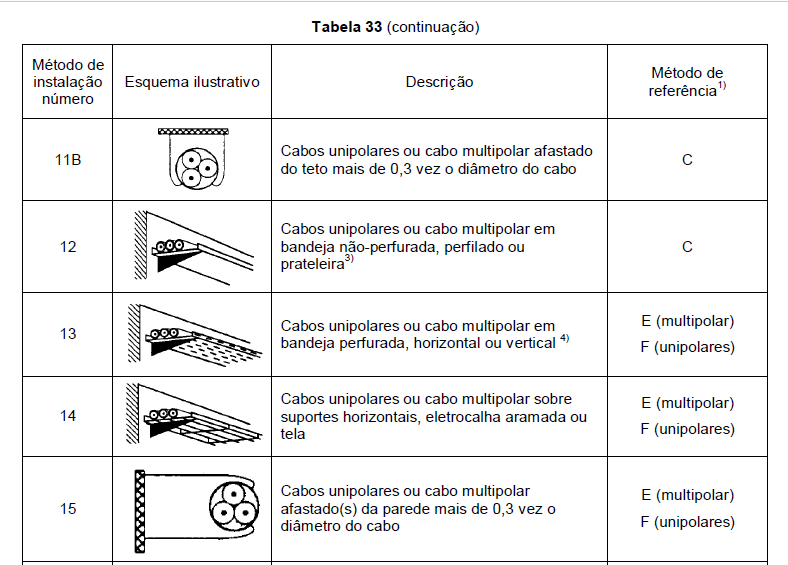 Tabela 33 (continuação)
Método de
instalação
número
Esquema ilustrativo
Descrição
Método de
referência1)
11B
Cabos unipolares ou cabo multipolar afastado
do teto mais de 0,3 vez o diâmetro do cabo
C
12
Cabos unipolares ou cabo multipolar em
bandeja não-perfurada, perfilado ou
prateleira3)
C
13
Cabos unipolares ou cabo multipolar em
bandeja perfurada, horizontal ou vertical 4)
E (multipolar)
F (unipolares)
14
Cabos unipolares ou cabo multipolar sobre
suportes horizontais, eletrocalha aramada ou
tela
E (multipolar)
F (unipolares)
15
Cabos unipolares ou cabo multipolar
afastado(s) da parede mais de 0,3 vez o
diâmetro do cabo
E (multipolar)
F (unipolares)